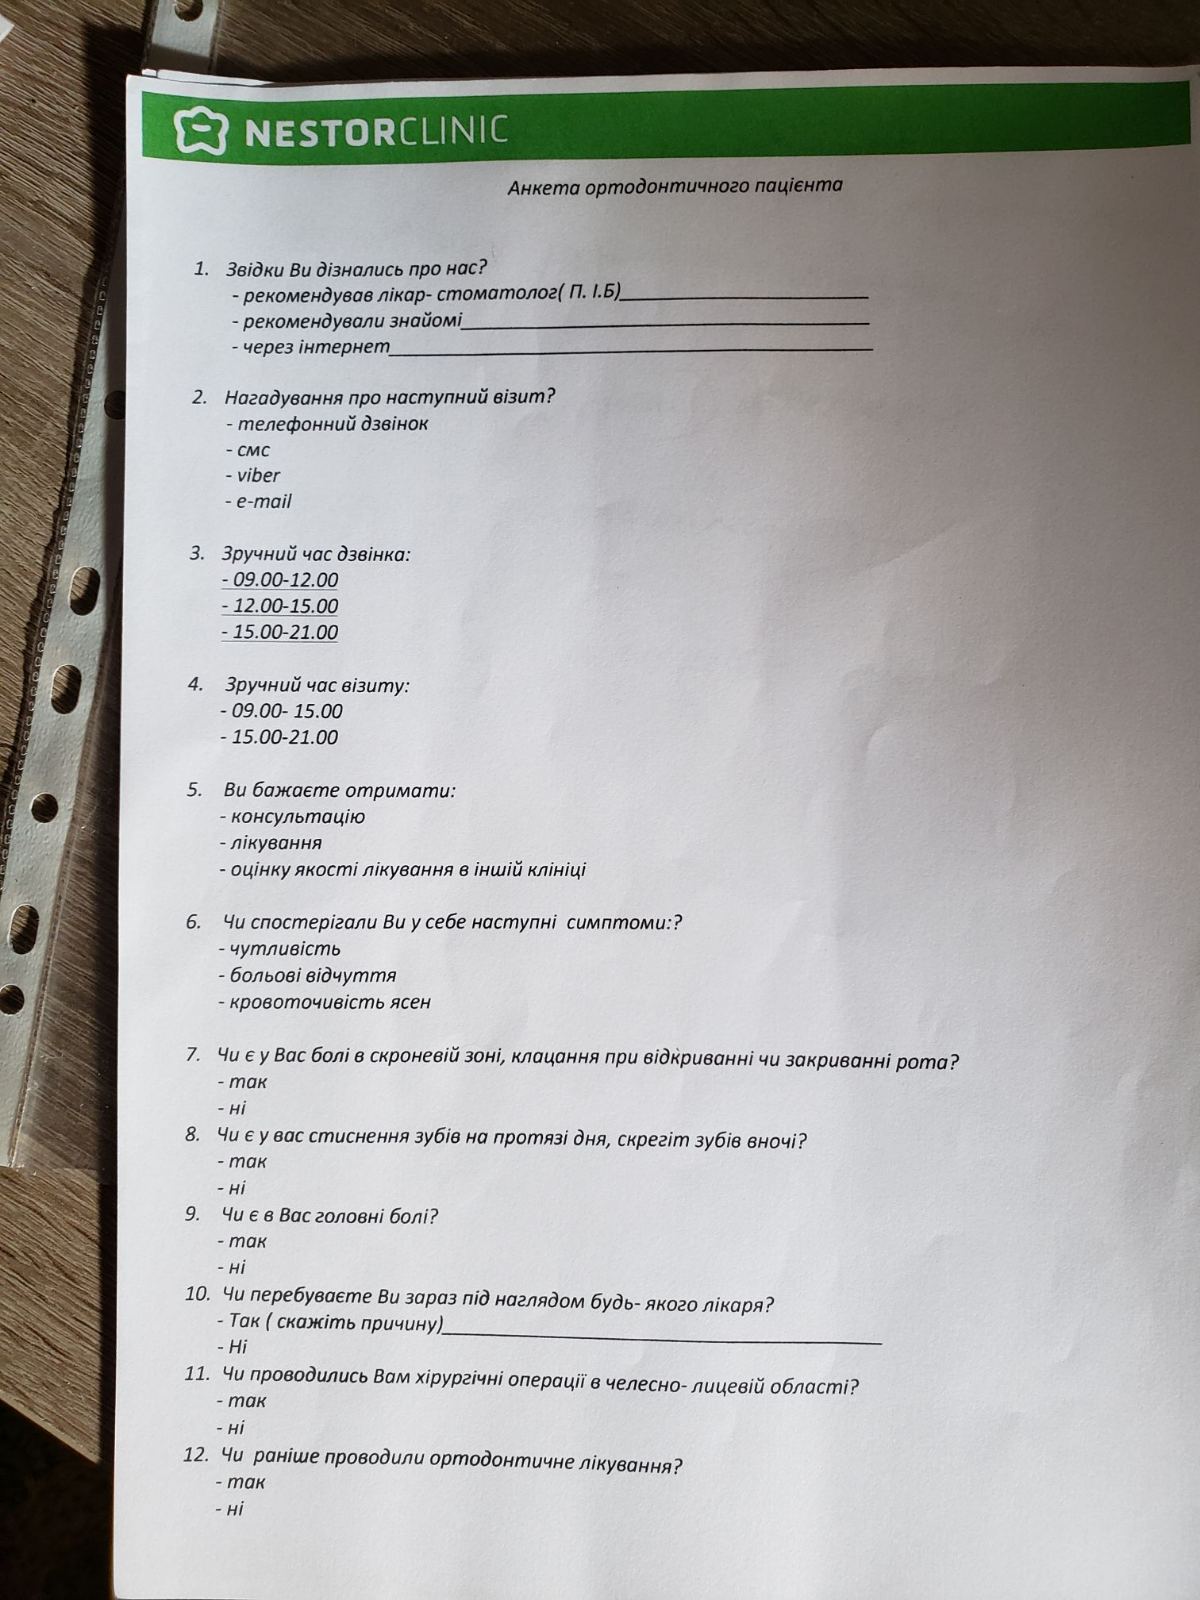 NESTORCLINIC
Анкета ортодонтичного пацієнта
1. Звідки Ви дізнались про нас?
- рекомендував лікар- стоматолог( П. І.Б)____________________
- рекомендували знайомі____________________
- через інтернет____________________
2. Нагадування про наступний візит?
- телефонний дзвінок
- смс
- viber
- e-mail
3. Зручний час дзвінка:
- 09.00-12.00
- 12.00-15.00
- 15.00-21.00
4. Зручний час візиту:
- 09.00- 15.00
- 15.00-21.00
5. Ви бажаєте отримати:
- консультацію
- лікування
- оцінку якості лікування в іншій клініці
6. Чи спостерігали Ви у себе наступні симптоми:?
- чутливість
- больові відчуття
- кровоточивість ясен
7. Чи є у Вас болі в скроневій зоні, клацання при відкриванні чи закриванні рота?
- так
- ні
8. Чи є у вас стиснення зубів на протязі дня, скрегіт зубів вночі?
- так
- ні
9. Чи є в Вас головні болі?
- так
- ні
10. Чи перебуваєте Ви зараз під наглядом будь- якого лікаря?
- Так ( скажіть причину)____________________
- Ні
11. Чи проводились Вам хірургічні операції в челесно- лицевій області?
- так
- ні
12. Чи раніше проводили ортодонтичне лікування?
- так
- ні